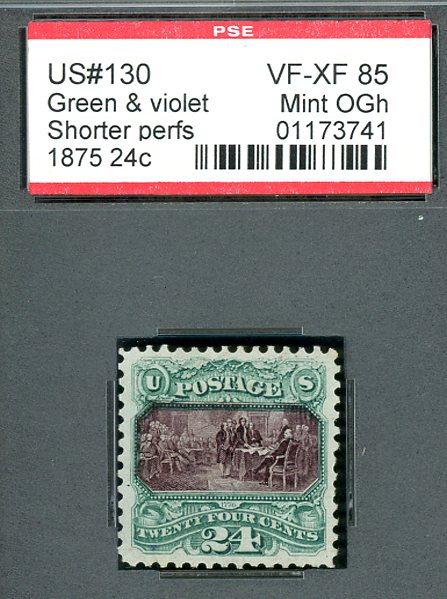 PSE
US#130 VF-XF 85
Green & violet Mint OGh
Shorter perfs 01173741
1875 24c
U POSTAGE S
TWENTY FOUR CENTS
24